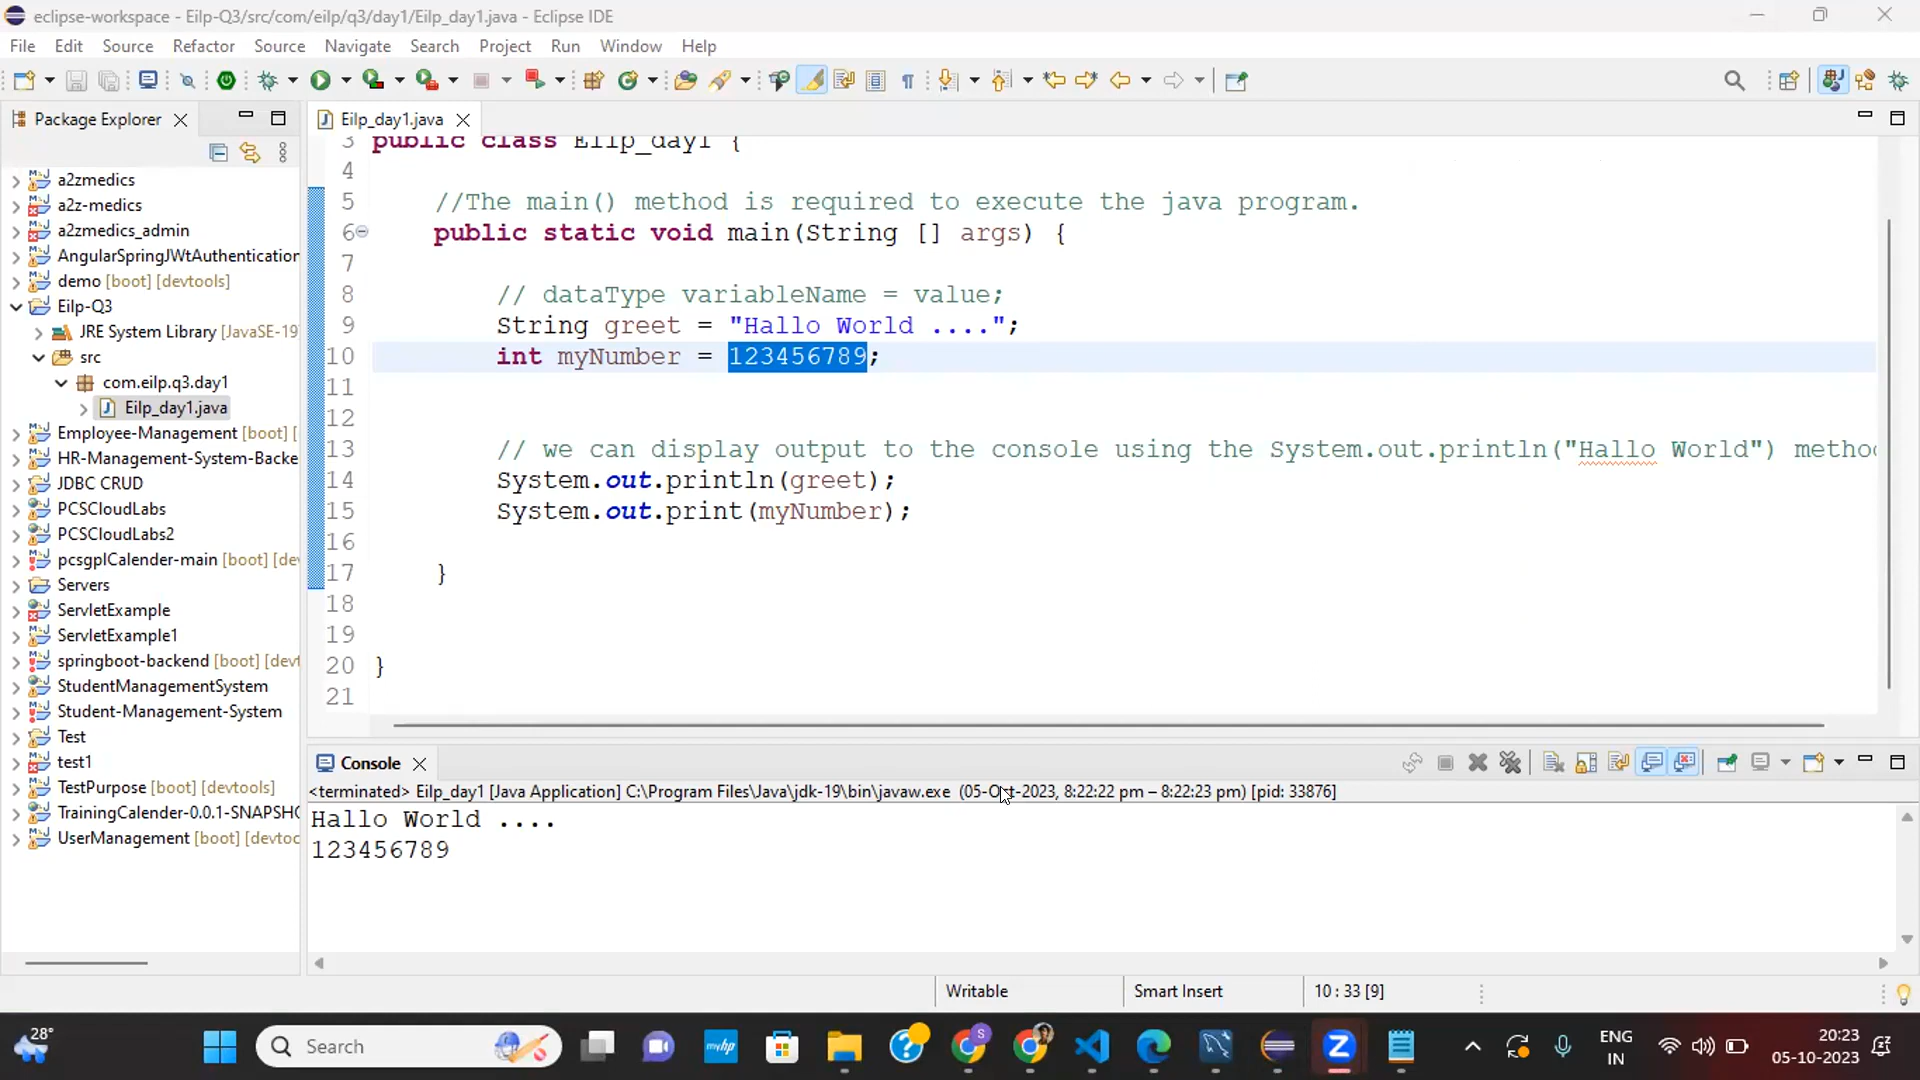 eclipse-workspace - Eilp-Q3/src/com/eilp/q3/day1/Eilp_day1.java - Eclipse IDE
File Edit Source Refactor Source Navigate Search Project Run Window Help
Package Explorer
a2zmedics
a2z-medics
a2zmedics_admin
AngularSpringJWtAuthentication
demo [boot] [devtools]
Eilp-Q3
JRE System Library [JavaSE-19
src
com.eilp.q3.day1
Eilp_day1.java
Employee-Management [boot] [
HR-Management-System-Backe
JDBC CRUD
PCSCloudLabs
PCSCloudLabs2
pcsgplCalender-main [boot] [dev
Servers
ServletExample
ServletExample1
springboot-backend [boot] [devt
StudentManagementSystem
Student-Management-System
Test
test1
TestPurpose [boot] [devtools]
TrainingCalender-0.0.1-SNAPSHO
UserManagement [boot] [devtoo
Eilp_day1.java
3 public class Eilp_day1 {
4
5 //The main() method is required to execute the java program.
6 public static void main(String [] args) {
7
8 // dataType variableName = value;
9 String greet = "Hallo World ....";
10 int myNumber = 123456789;
11
12
13 // we can display output to the console using the System.out.println("Hallo World") method
14 System.out.println(greet);
15 System.out.print(myNumber);
16
17 }
18
19
20 }
21
Console
<terminated> Eilp_day1 [Java Application] C:\Program Files\Java\jdk-19\bin\javaw.exe (05-Oct-2023, 8:22:22 pm – 8:22:23 pm) [pid: 33876]
Hallo World ....
123456789
Writable Smart Insert 10 : 33 [9]
28°
Search
myhp
S
Z
ENG
IN
20:23
05-10-2023